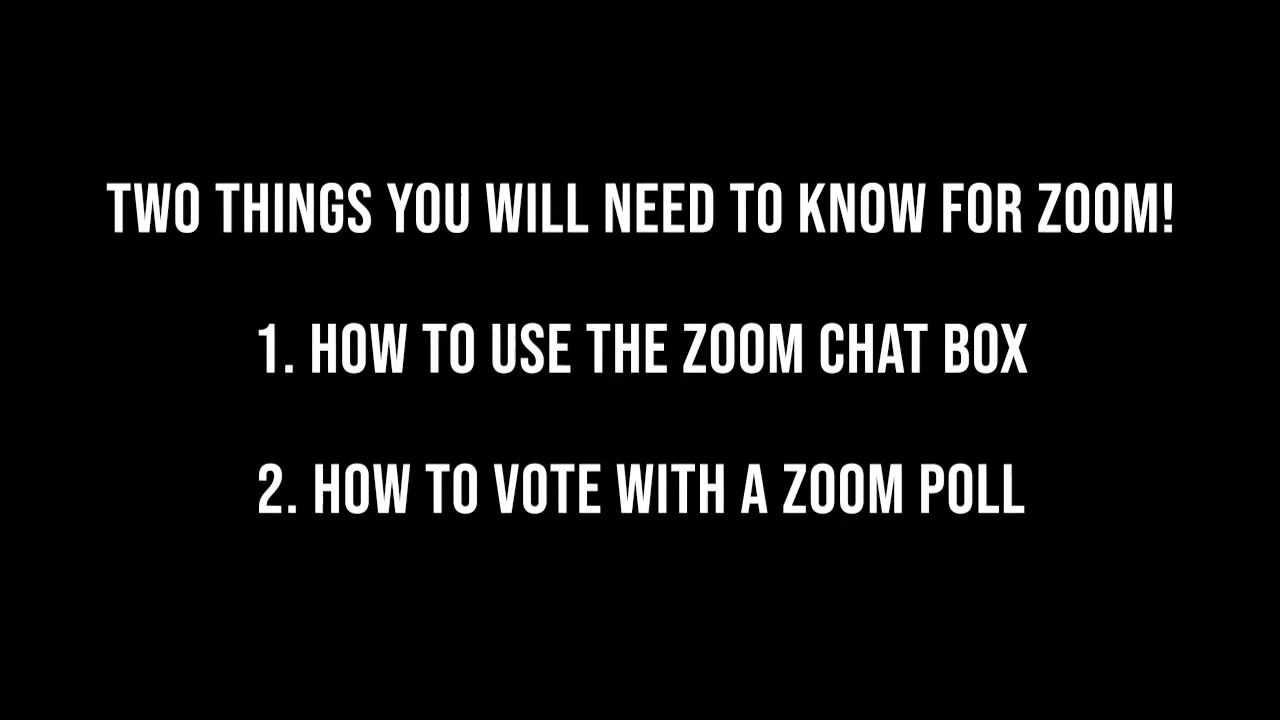 TWO THINGS YOU WILL NEED TO KNOW FOR ZOOM!
1. HOW TO USE THE ZOOM CHAT BOX
2. HOW TO VOTE WITH A ZOOM POLL